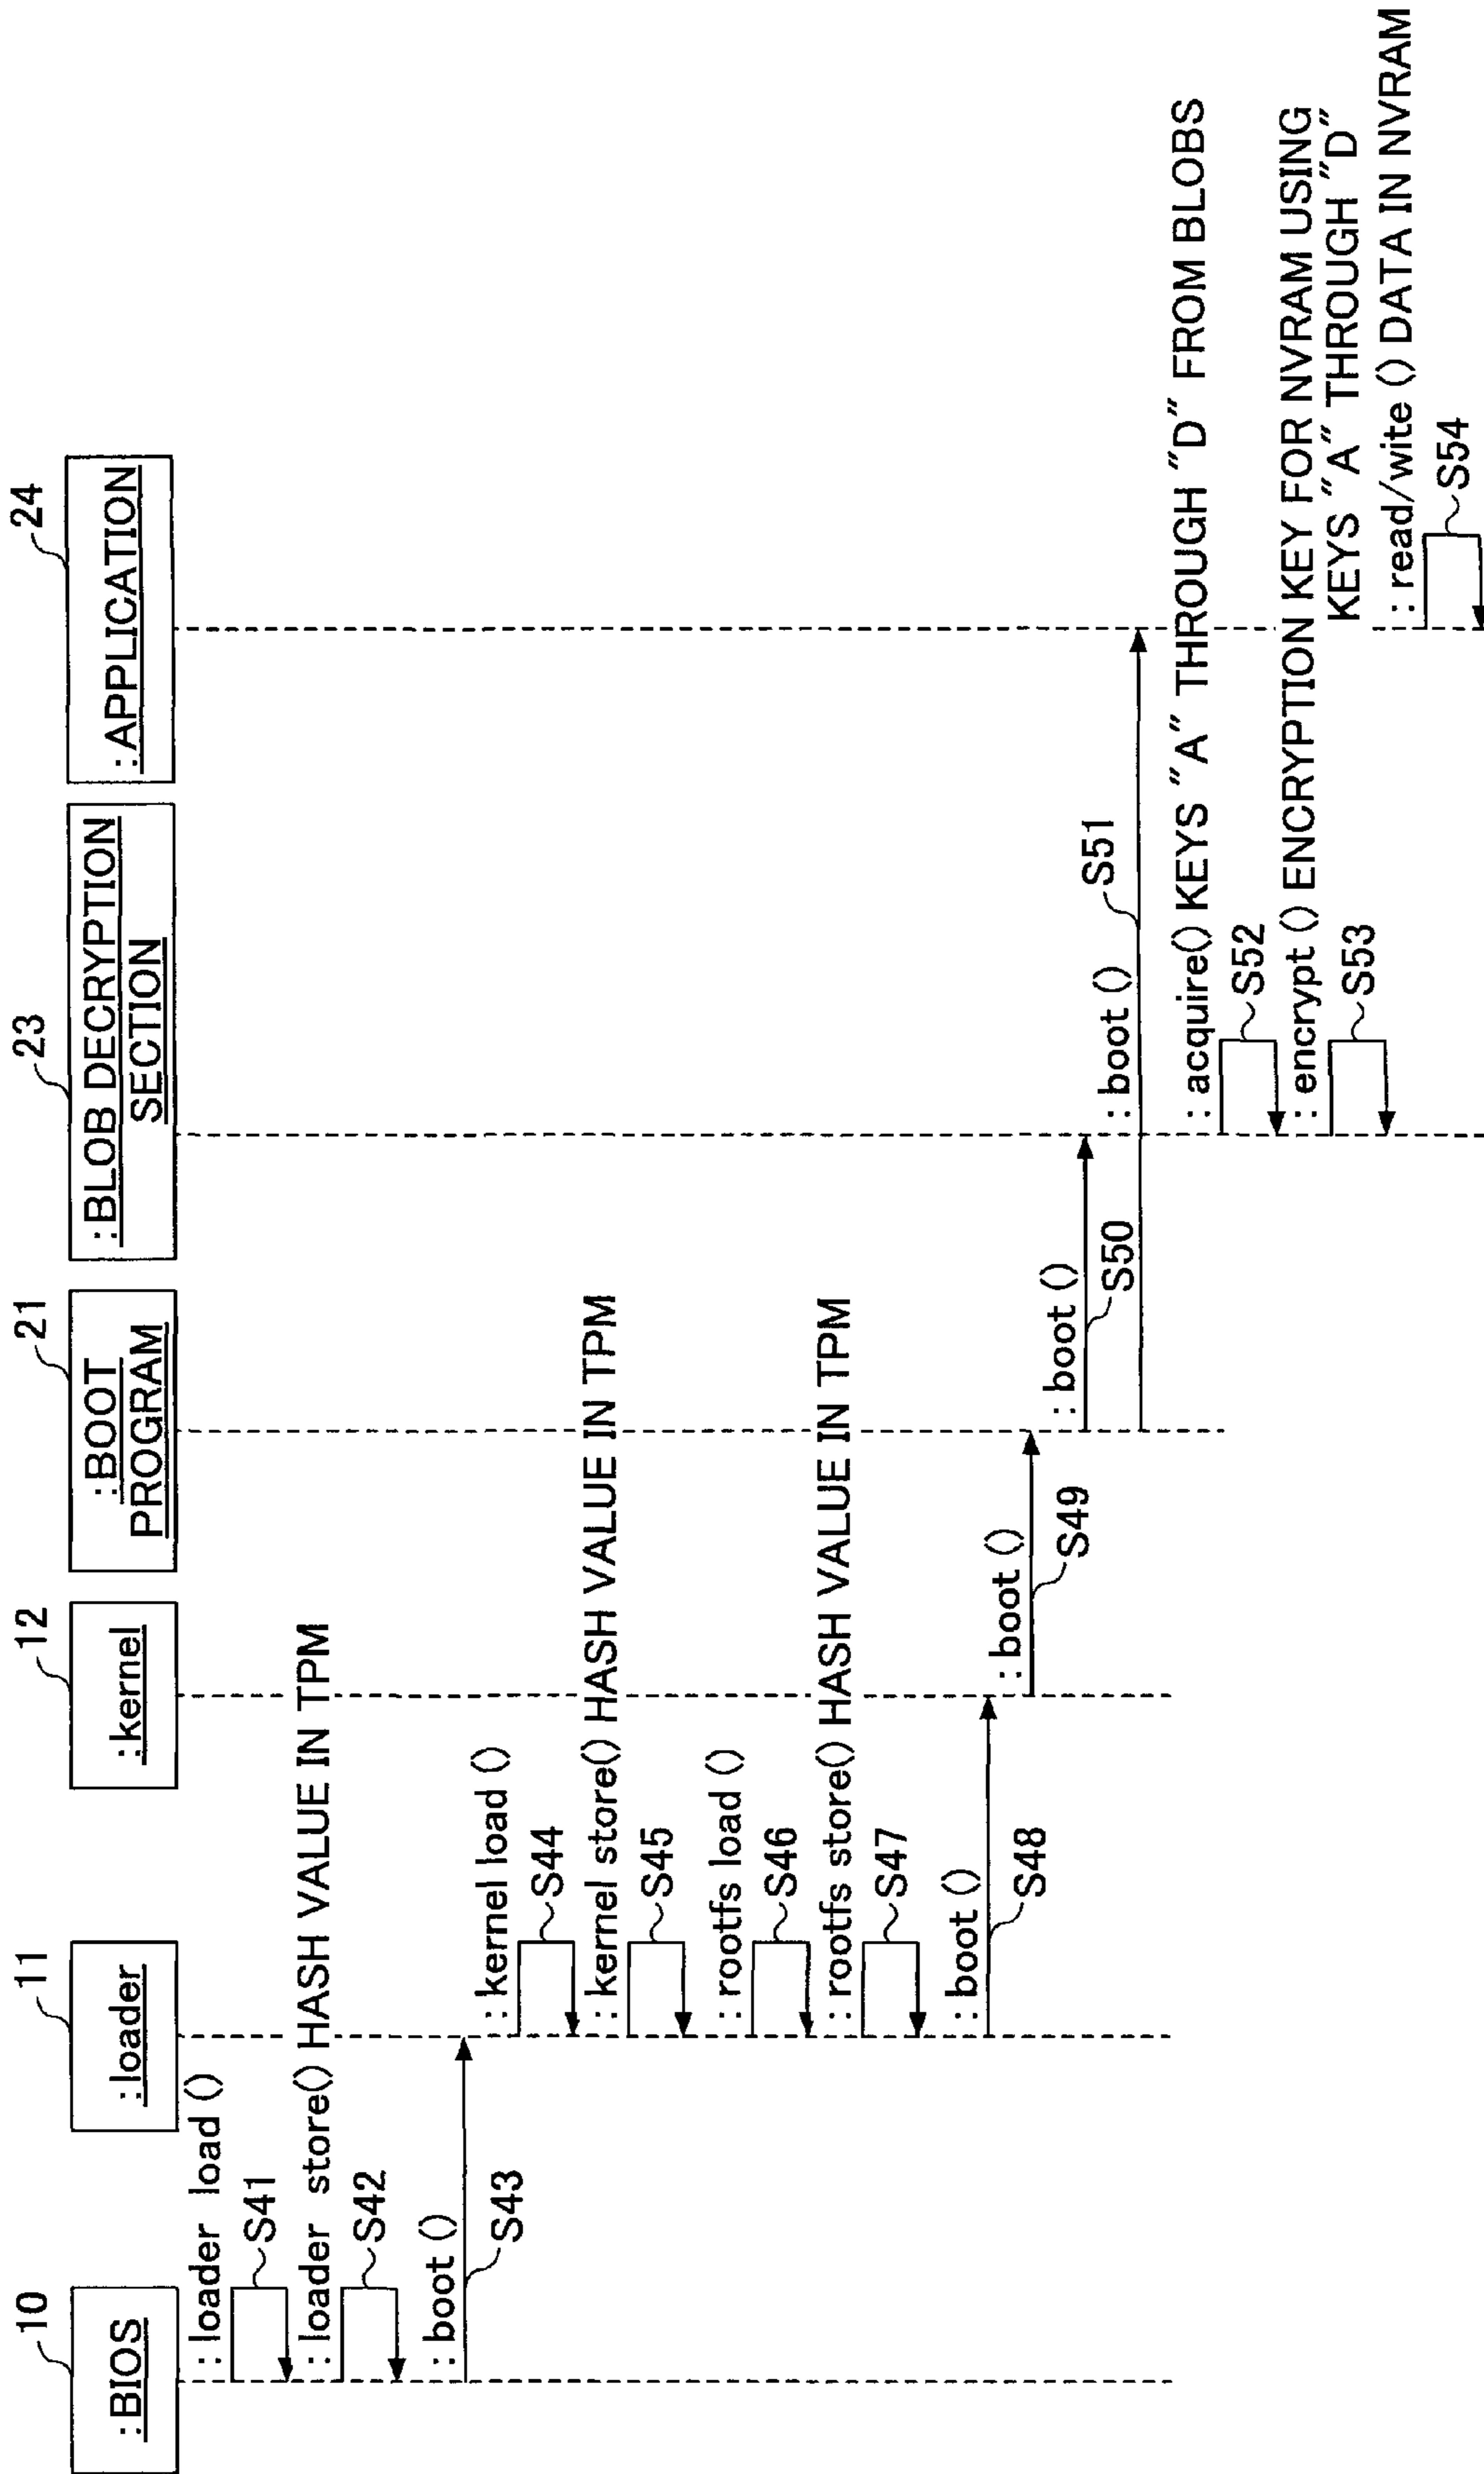 10
:BIOS
11
:loader
12
:kernel
21
:BOOT
PROGRAM
23
:BLOB DECRYPTION
SECTION
24
:APPLICATION
:loader load ()
S41
:loader store() HASH VALUE IN TPM
S42
:boot ()
S43
:kernel load ()
S44
:kernel store() HASH VALUE IN TPM
S45
:rootfs load ()
S46
:rootfs store() HASH VALUE IN TPM
S47
:boot ()
S48
:boot ()
S49
:boot ()
S50
:boot ()
S51
:acquire() KEYS "A" THROUGH "D" FROM BLOBS
S52
:encrypt () ENCRYPTION KEY FOR NVRAM USING
KEYS "A" THROUGH "D"
S53
:read/wite () DATA IN NVRAM
S54